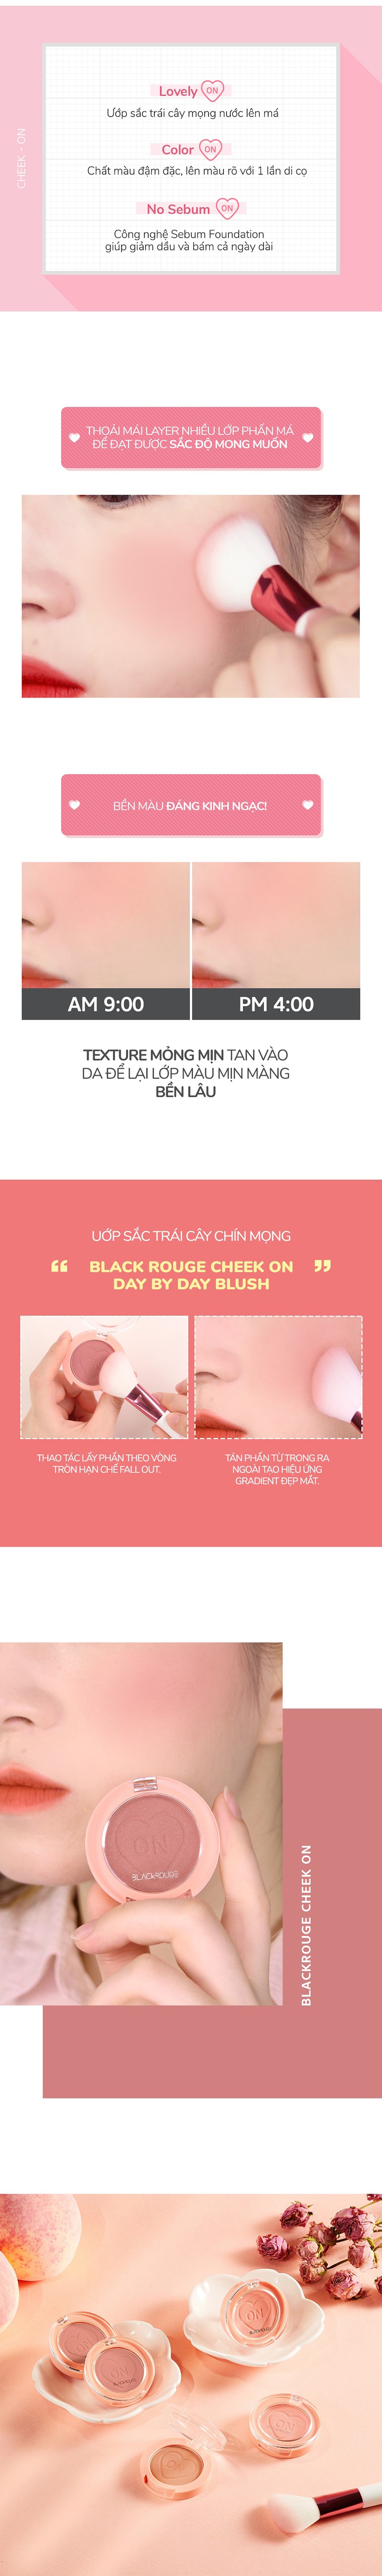 CHEEK - ON
Lovely ON
Ướp sắc trái cây mọng nước lên má
Color ON
Chất màu đậm đặc, lên màu rõ với 1 lần di cọ
No Sebum ON
Công nghệ Sebum Foundation
giúp giảm dầu và bám cả ngày dài
THOẢI MÁI LAYER NHIỀU LỚP PHẤN MÁ
ĐỂ ĐẠT ĐƯỢC SẮC ĐỘ MONG MUỐN
BỀN MÀU ĐÁNG KINH NGẠC!
AM 9:00
PM 4:00
TEXTURE MỎNG MỊN TAN VÀO
DA ĐỂ LẠI LỚP MÀU MỊN MÀNG
BỀN LÂU
ƯỚP SẮC TRÁI CÂY CHÍN MỌNG
“ BLACK ROUGE CHEEK ON ”
DAY BY DAY BLUSH
THAO TÁC LẤY PHẤN THEO VÒNG
TRÒN HẠN CHẾ FALL OUT.
TÁN PHẤN TỪ TRONG RA
NGOÀI TẠO HIỆU ỨNG
GRADIENT ĐẸP MẮT.
ON
BLACKROUGE
BLACKROUGE CHEEK ON
ON
ON
ON
ON
ON